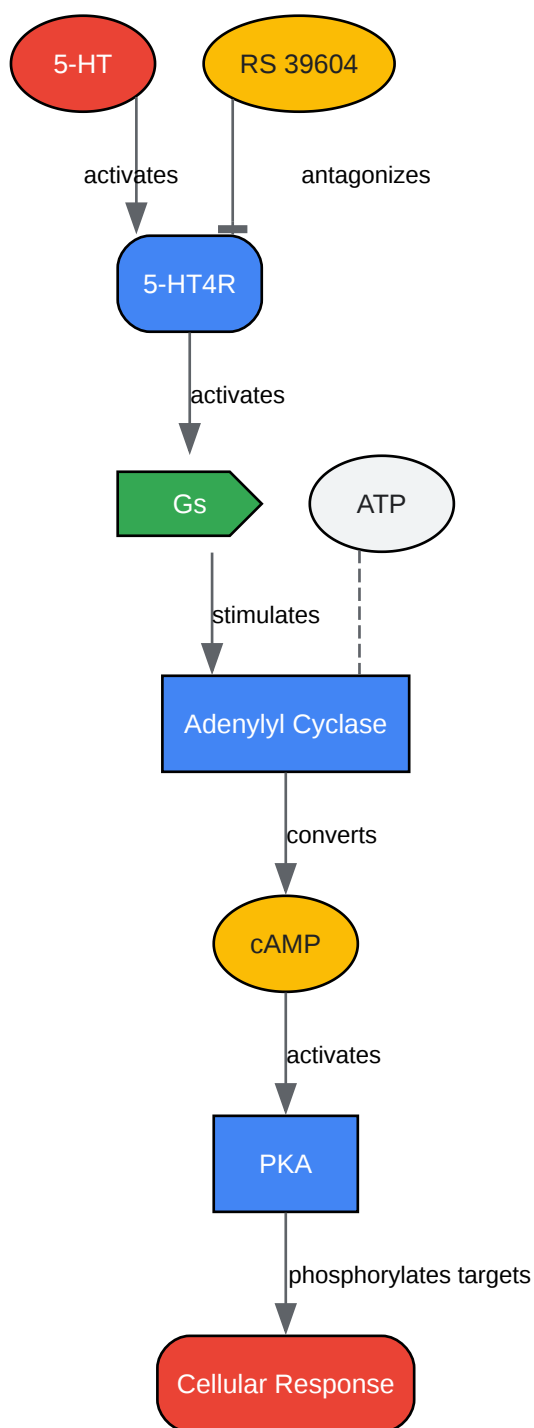 5-HT
RS 39604
activates
antagonizes
5-HT4R
activates
Gs
ATP
stimulates
Adenylyl Cyclase
converts
cAMP
activates
PKA
phosphorylates targets
Cellular Response